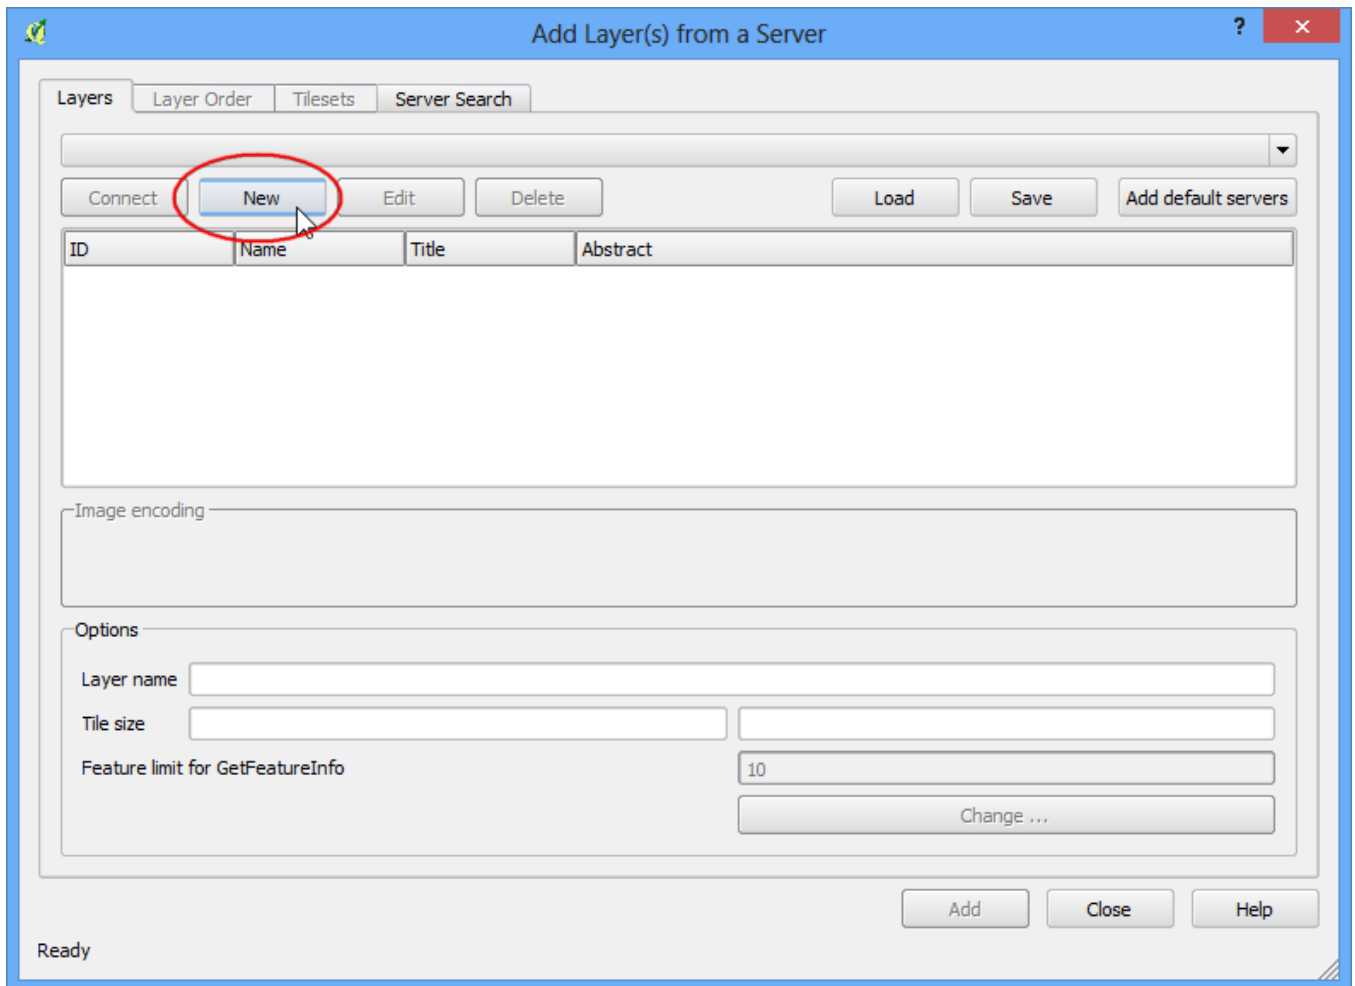 Add Layer(s) from a Server
?
Layers Layer Order Tilesets Server Search
Connect New Edit Delete Load Save Add default servers
ID Name Title Abstract
Image encoding
Options
Layer name
Tile size
Feature limit for GetFeatureInfo 10
Change ...
Add Close Help
Ready